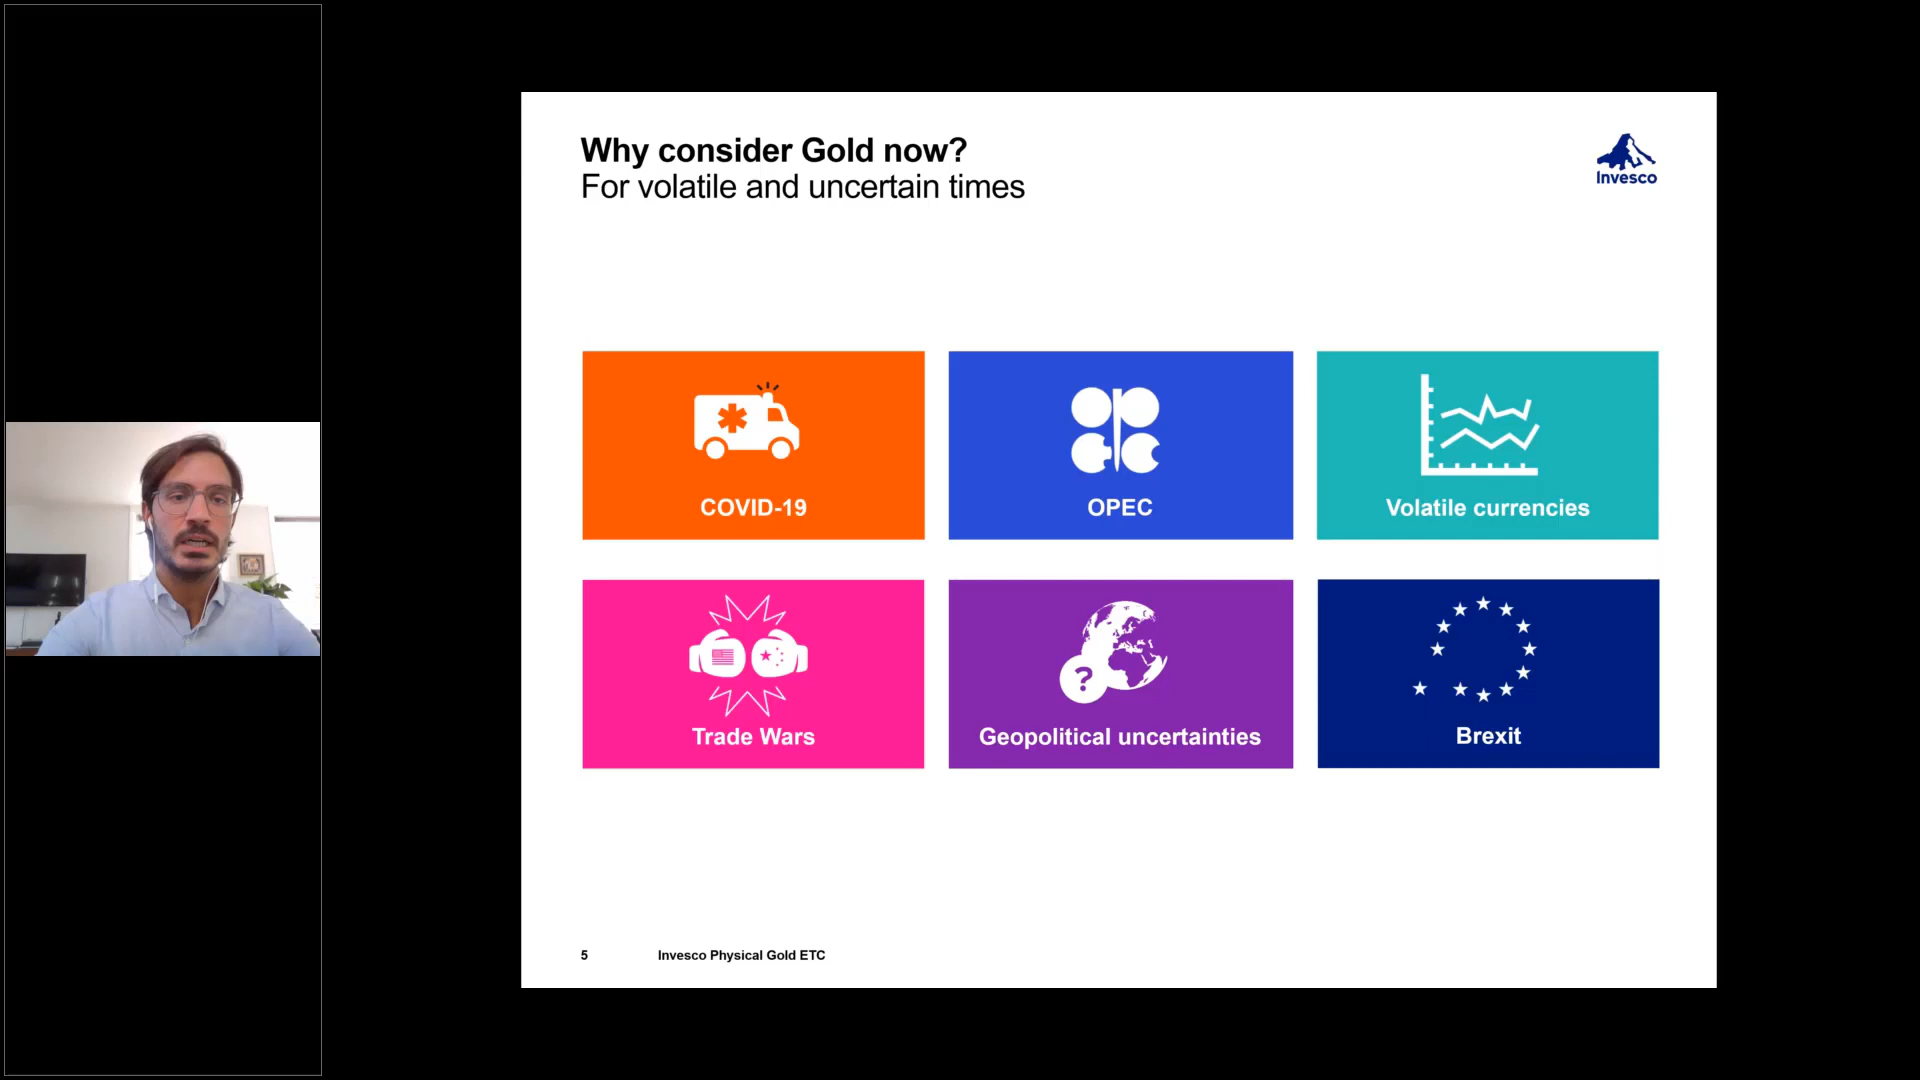 Why consider Gold now?
For volatile and uncertain times
Invesco
COVID-19
OPEC
Volatile currencies
?
Trade Wars
Geopolitical uncertainties
Brexit
5
Invesco Physical Gold ETC